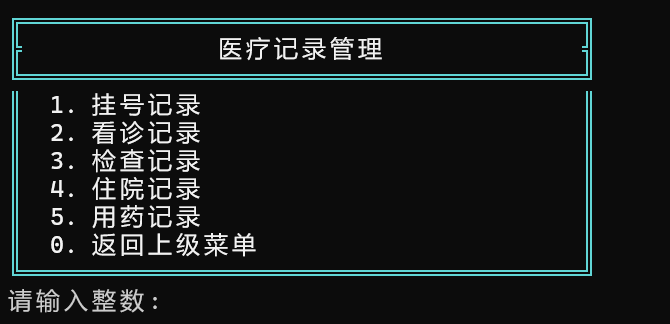 医疗记录管理
1. 挂号记录
2. 看诊记录
3. 检查记录
4. 住院记录
5. 用药记录
0. 返回上级菜单
请输入整数: